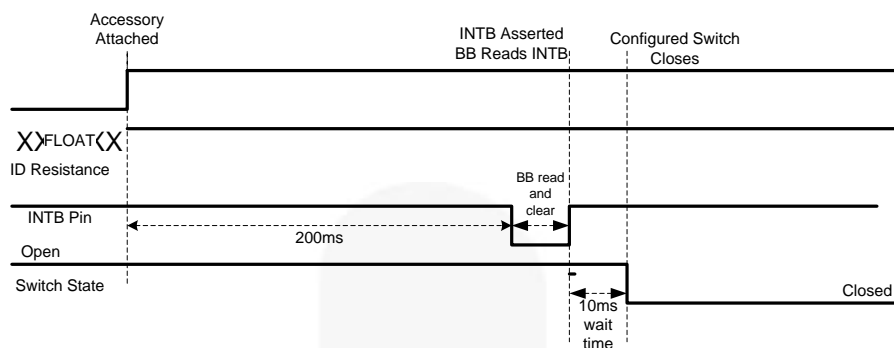 Accessory
Attached
INTB Asserted
BB Reads INTB
Configured Switch
Closes
FLOAT
ID Resistance
BB read
and
clear
INTB Pin
200ms
Open
Switch State
Closed
10ms
wait
time